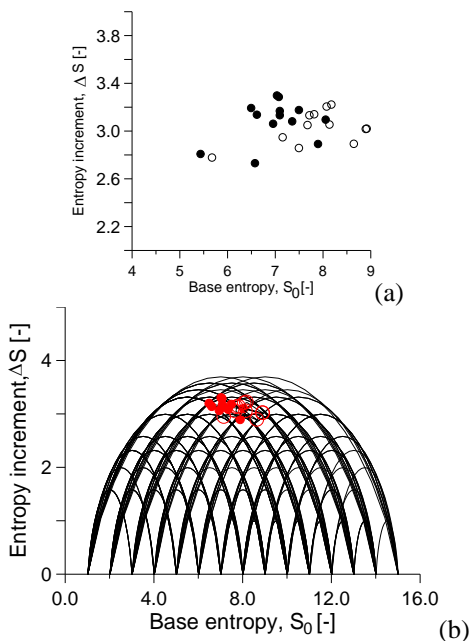 3.8
3.4
3.0
2.6
2.2
Entropy increment, Δ S [-]
4 5 6 7 8 9
Base entropy, S0[-]
(a)
4
2
0
Entropy increment,ΔS [-]
0.0 4.0 8.0 12.0 16.0
Base entropy, S0 [-]
(b)